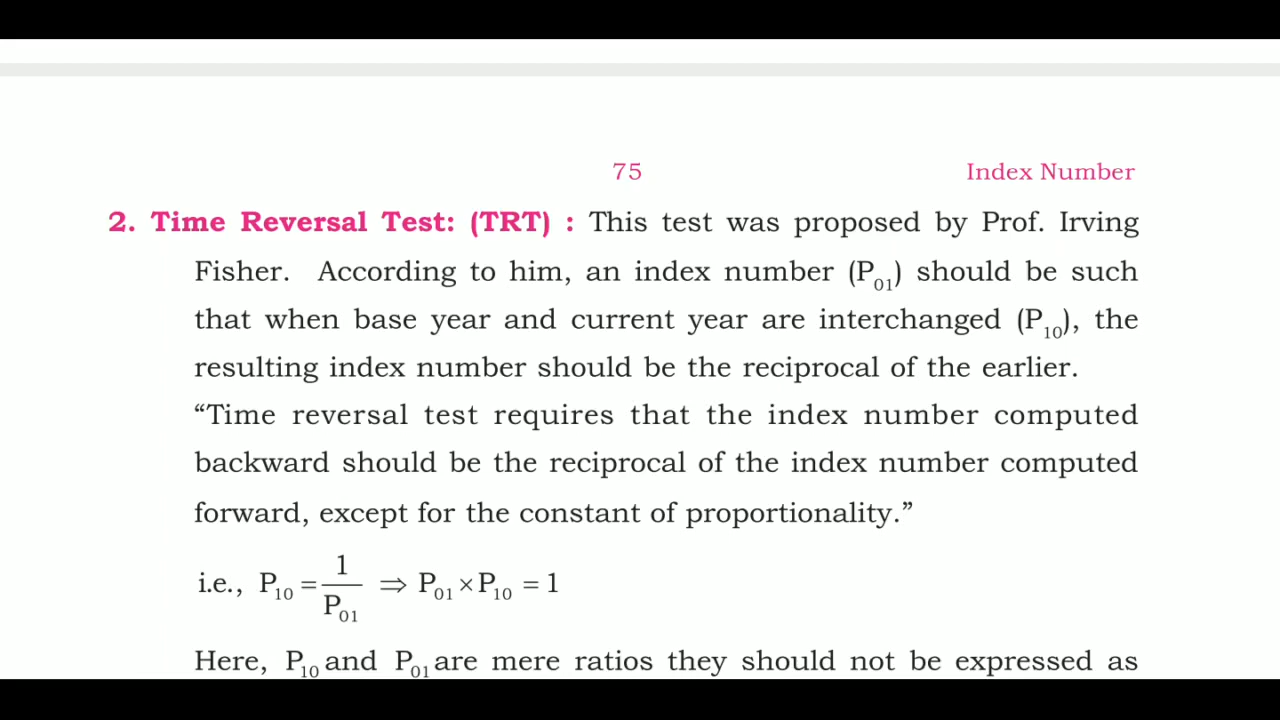 75 Index Number
2. Time Reversal Test: (TRT) : This test was proposed by Prof. Irving
Fisher. According to him, an index number (P₀₁) should be such
that when base year and current year are interchanged (P₁₀), the
resulting index number should be the reciprocal of the earlier.
“Time reversal test requires that the index number computed
backward should be the reciprocal of the index number computed
forward, except for the constant of proportionality.”
i.e., P₁₀ = 1/P₀₁ ⇒ P₀₁ × P₁₀ = 1
Here, P₁₀ and P₀₁ are mere ratios they should not be expressed as